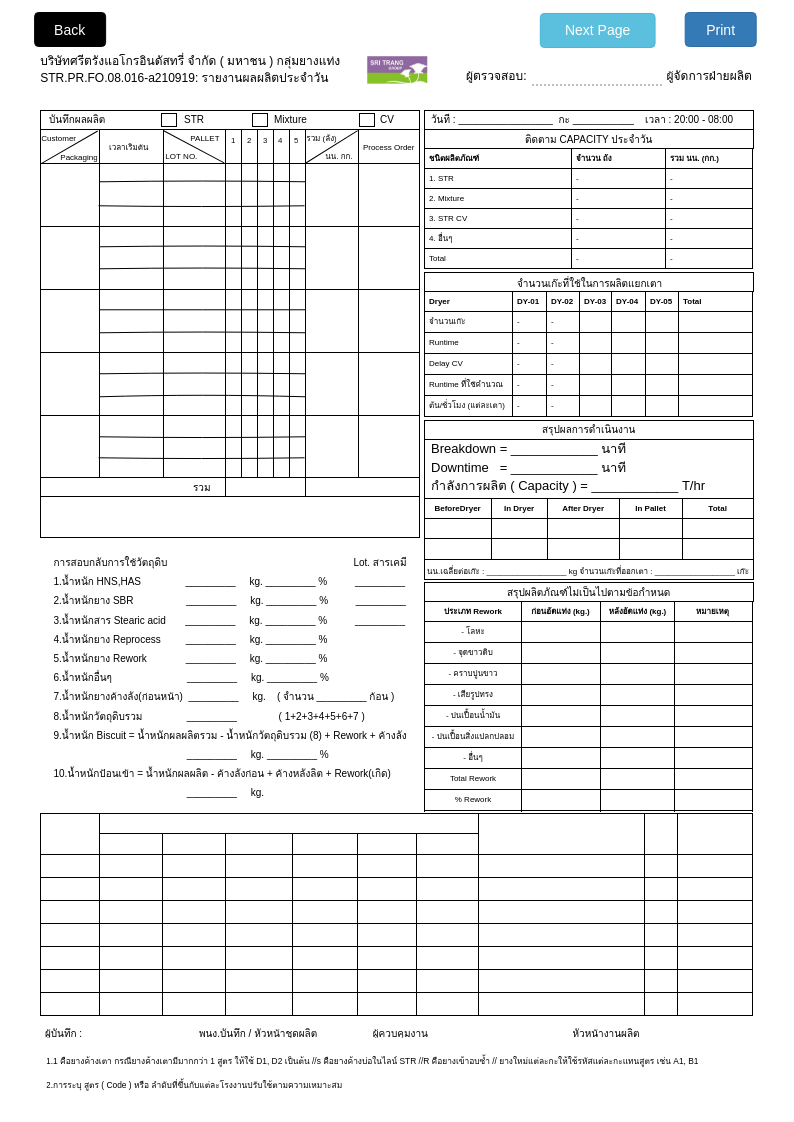 Back
Next Page
Print
บริษัทศรีตรังแอโกรอินดัสทรี่ จำกัด ( มหาชน ) กลุ่มยางแท่ง
STR.PR.FO.08.016-a210919: รายงานผลผลิตประจำวัน
SRI TRANG
GROUP
ผู้ตรวจสอบ: ผู้จัดการฝ่ายผลิต
บันทึกผลผลิต STR Mixture CV
Customer
Packaging
เวลาเริ่มต้น
PALLET
LOT NO.
1 2 3 4 5
รวม (ลัง)
นน. กก.
Process Order
รวม
วันที่ : ___________________ กะ ____________ เวลา : 20:00 - 08:00
ติดตาม CAPACITY ประจำวัน
ชนิดผลิตภัณฑ์ จำนวน ถัง รวม นน. (กก.)
1. STR - -
2. Mixture - -
3. STR CV - -
4. อื่นๆ - -
Total - -
จำนวนเก๊ะที่ใช้ในการผลิตแยกเตา
Dryer DY-01 DY-02 DY-03 DY-04 DY-05 Total
จำนวนเก๊ะ - -
Runtime - -
Delay CV - -
Runtime ที่ใช้คำนวณ - -
ตัน/ชั่วโมง (แต่ละเตา) - -
สรุปผลการดำเนินงาน
Breakdown = ____________ นาที
Downtime = ____________ นาที
กำลังการผลิต ( Capacity ) = ____________ T/hr
BeforeDryer In Dryer After Dryer In Pallet Total
นน.เฉลี่ยต่อเก๊ะ : __________________ kg จำนวนเก๊ะที่ออกเตา : __________________ เก๊ะ
การสอบกลับการใช้วัตถุดิบ Lot. สารเคมี
1.น้ำหนัก HNS,HAS _________ kg. _________ % _________
2.น้ำหนักยาง SBR _________ kg. _________ % _________
3.น้ำหนักสาร Stearic acid _________ kg. _________ % _________
4.น้ำหนักยาง Reprocess _________ kg. _________ %
5.น้ำหนักยาง Rework _________ kg. _________ %
6.น้ำหนักอื่นๆ _________ kg. _________ %
7.น้ำหนักยางค้างลัง(ก่อนหน้า) _________ kg. ( จำนวน _________ ก้อน )
8.น้ำหนักวัตถุดิบรวม _________ ( 1+2+3+4+5+6+7 )
9.น้ำหนัก Biscuit = น้ำหนักผลผลิตรวม - น้ำหนักวัตถุดิบรวม (8) + Rework + ค้างลัง
_________ kg. _________ %
10.น้ำหนักป้อนเข้า = น้ำหนักผลผลิต - ค้างลังก่อน + ค้างหลังลิต + Rework(เกิด)
_________ kg.
สรุปผลิตภัณฑ์ไม่เป็นไปตามข้อกำหนด
ประเภท Rework ก่อนอัดแท่ง (kg.) หลังอัดแท่ง (kg.) หมายเหตุ
- โลหะ
- จุดขาวดิบ
- คราบปูนขาว
- เสียรูปทรง
- ปนเปื้อนน้ำมัน
- ปนเปื้อนสิ่งแปลกปลอม
- อื่นๆ
Total Rework
% Rework
ผู้บันทึก : พนง.บันทึก / หัวหน้าชุดผลิต ผู้ควบคุมงาน หัวหน้างานผลิต
1.1 คือยางค้างเตา กรณียางค้างเตามีมากกว่า 1 สูตร ให้ใช้ D1, D2 เป็นต้น //s คือยางค้างบ่อในไลน์ STR //R คือยางเข้าอบซ้ำ // ยางใหม่แต่ละกะให้ใช้รหัสแต่ละกะแทนสูตร เช่น A1, B1
2.การระบุ สูตร ( Code ) หรือ ลำดับที่ขึ้นกับแต่ละโรงงานปรับใช้ตามความเหมาะสม